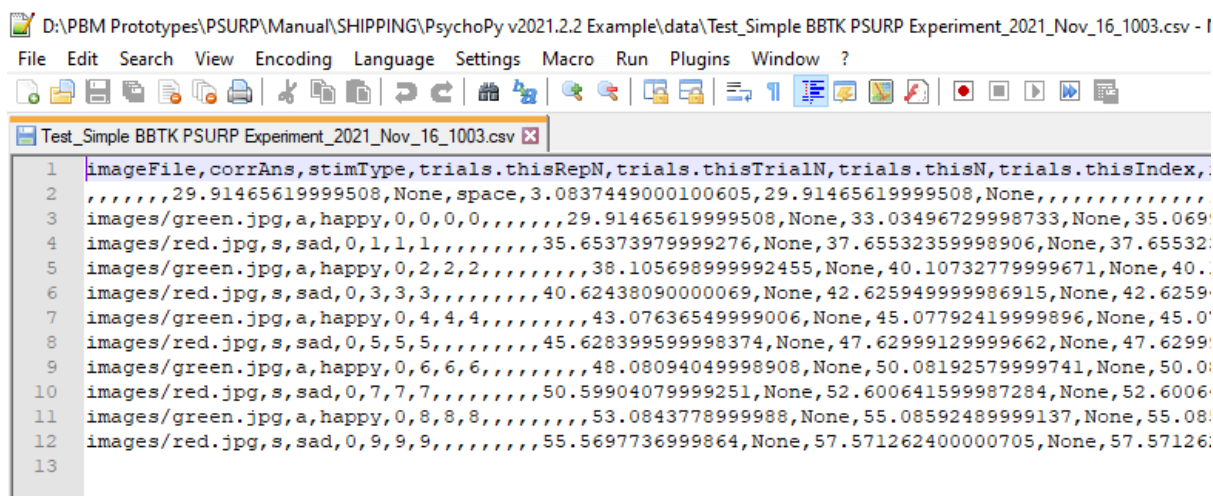 D:\PBM Prototypes\PSURP\Manual\SHIPPING\PsychoPy v2021.2.2 Example\data\Test_Simple BBTK PSURP Experiment_2021_Nov_16_1003.csv -
File Edit Search View Encoding Language Settings Macro Run Plugins Window ?
Test_Simple BBTK PSURP Experiment_2021_Nov_16_1003.csv
1 imageFile,corrAns,stimType,trials.thisRepN,trials.thisTrialN,trials.thisN,trials.thisIndex,
2 ,,,,,,,29.91465619999508,None,space,3.0837449000100605,29.91465619999508,None,,,,,,,,,,,,,,
3 images/green.jpg,a,happy,0,0,0,0,,,,,,,29.91465619999508,None,33.03496729998733,None,35.069
4 images/red.jpg,s,sad,0,1,1,1,,,,,,,,,35.65373979999276,None,37.65532359998906,None,37.65532
5 images/green.jpg,a,happy,0,2,2,2,,,,,,,,,38.105698999992455,None,40.10732779999671,None,40.
6 images/red.jpg,s,sad,0,3,3,3,,,,,,,,,40.62438090000069,None,42.625949999986915,None,42.6259
7 images/green.jpg,a,happy,0,4,4,4,,,,,,,,,43.07636549999006,None,45.07792419999896,None,45.0
8 images/red.jpg,s,sad,0,5,5,5,,,,,,,,,45.628399599998374,None,47.62999129999662,None,47.6299
9 images/green.jpg,a,happy,0,6,6,6,,,,,,,,,48.08094049998908,None,50.08192579999741,None,50.0
10 images/red.jpg,s,sad,0,7,7,7,,,,,,,,,50.59904079999251,None,52.600641599987284,None,52.6006
11 images/green.jpg,a,happy,0,8,8,8,,,,,,,,,53.0843778999988,None,55.08592489999137,None,55.08
12 images/red.jpg,s,sad,0,9,9,9,,,,,,,,,55.5697736999864,None,57.571262400000705,None,57.57126
13